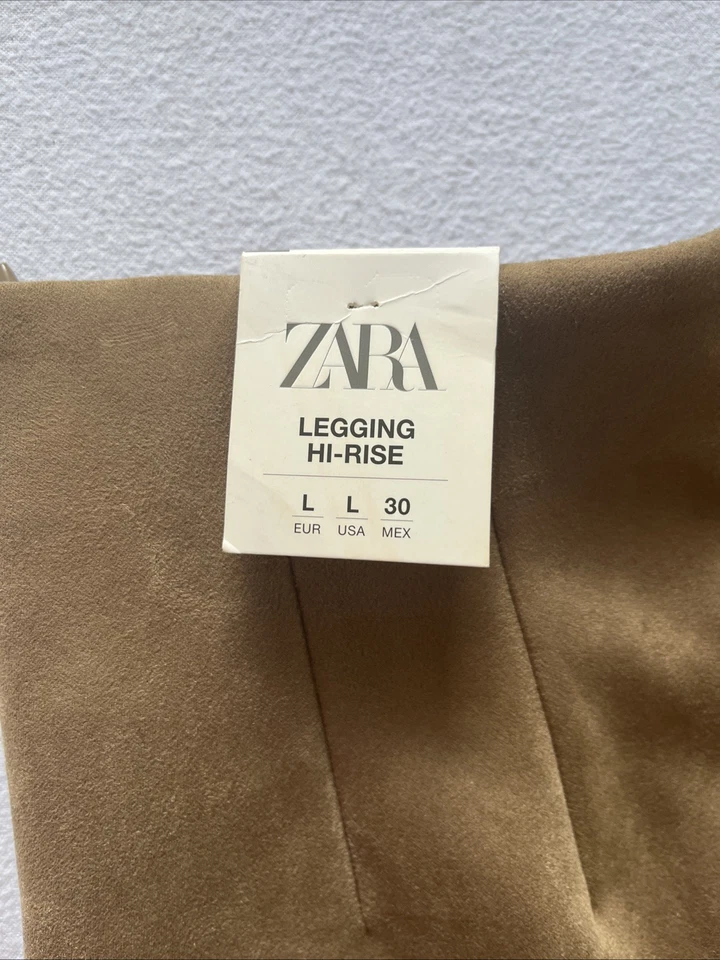 ZARA
LEGGING
HI-RISE
L L 30
EUR USA MEX